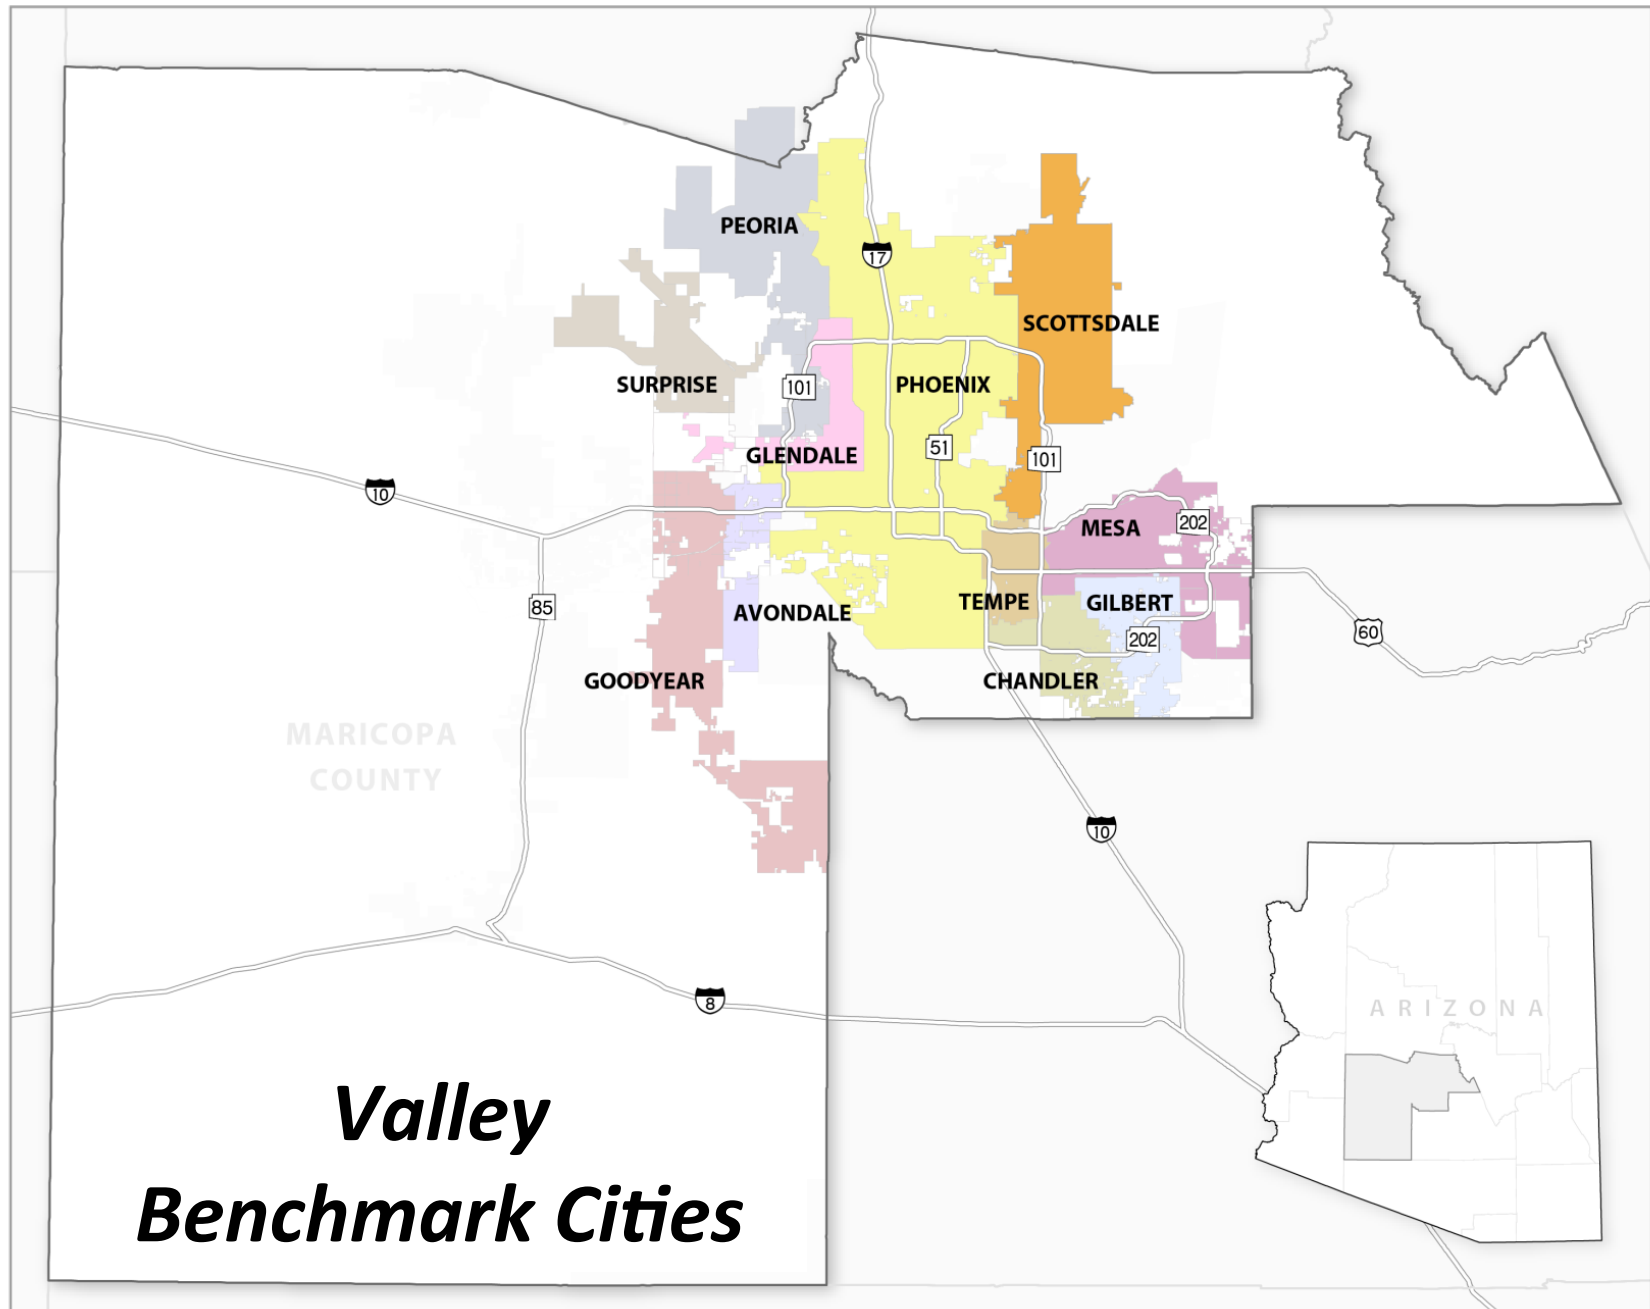 PEORIA
17
SCOTTSDALE
SURPRISE
101
PHOENIX
51
GLENDALE
101
10
MESA
202
85
AVONDALE
TEMPE
GILBERT
202
60
GOODYEAR
CHANDLER
MARICOPA
COUNTY
10
8
ARIZONA
Valley
Benchmark Cities